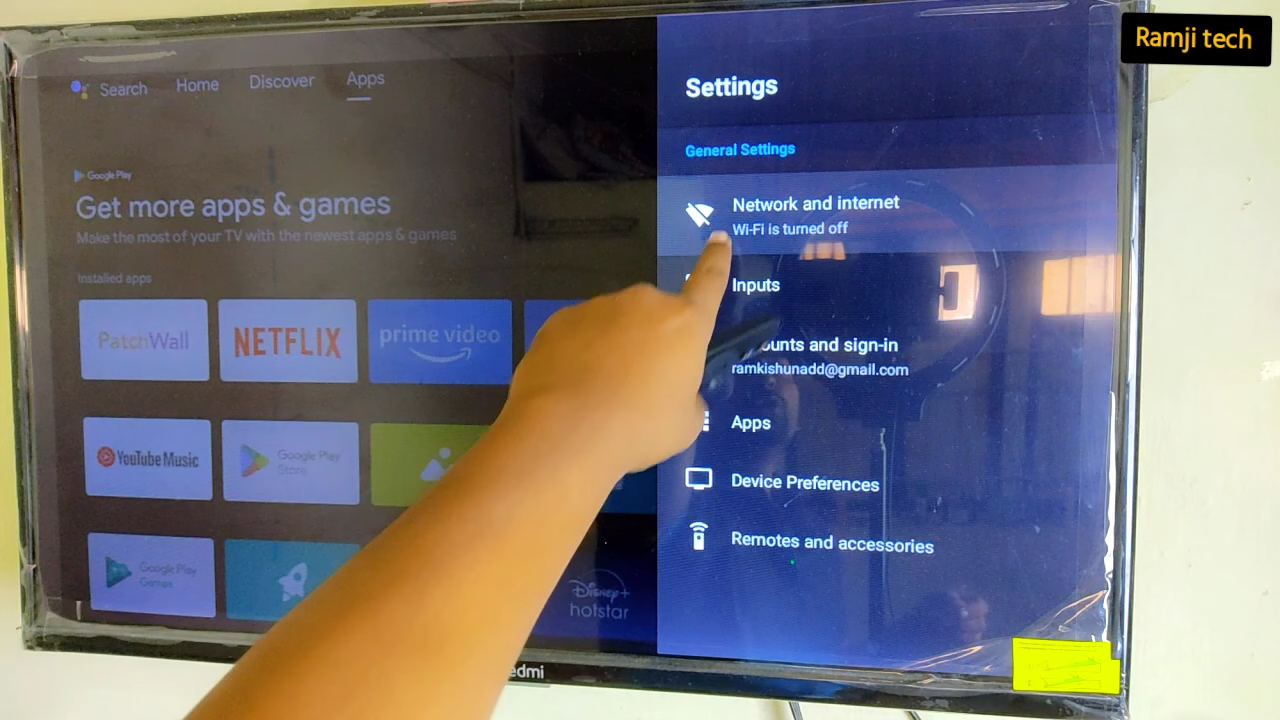 Ramji tech
Search Home Discover Apps
Google Play
Get more apps & games
Make the most of your TV with the newest apps & games
Installed apps
PatchWall
NETFLIX
prime video
YouTube Music
Google Play
Store
Google Play
Games
Disney+
hotstar
Settings
General Settings
Network and internet
Wi-Fi is turned off
Inputs
ounts and sign-in
ramkishunadd@gmail.com
Apps
Device Preferences
Remotes and accessories
edmi